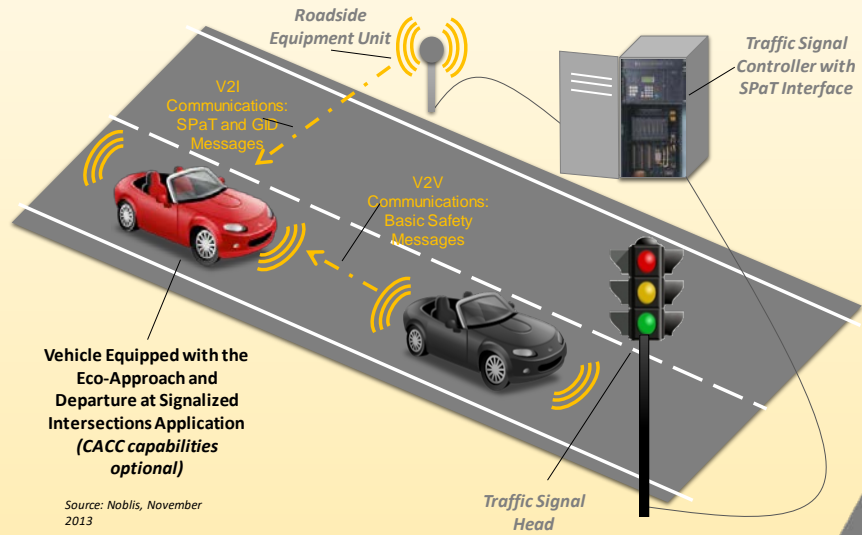 Roadside
Equipment Unit
Traffic Signal
Controller with
SPaT Interface
V2I
Communications:
SPaT and GID
Messages
V2V
Communications:
Basic Safety
Messages
Vehicle Equipped with the
Eco-Approach and
Departure at Signalized
Intersections Application
(CACC capabilities
optional)
Source: Noblis, November
2013
Traffic Signal
Head